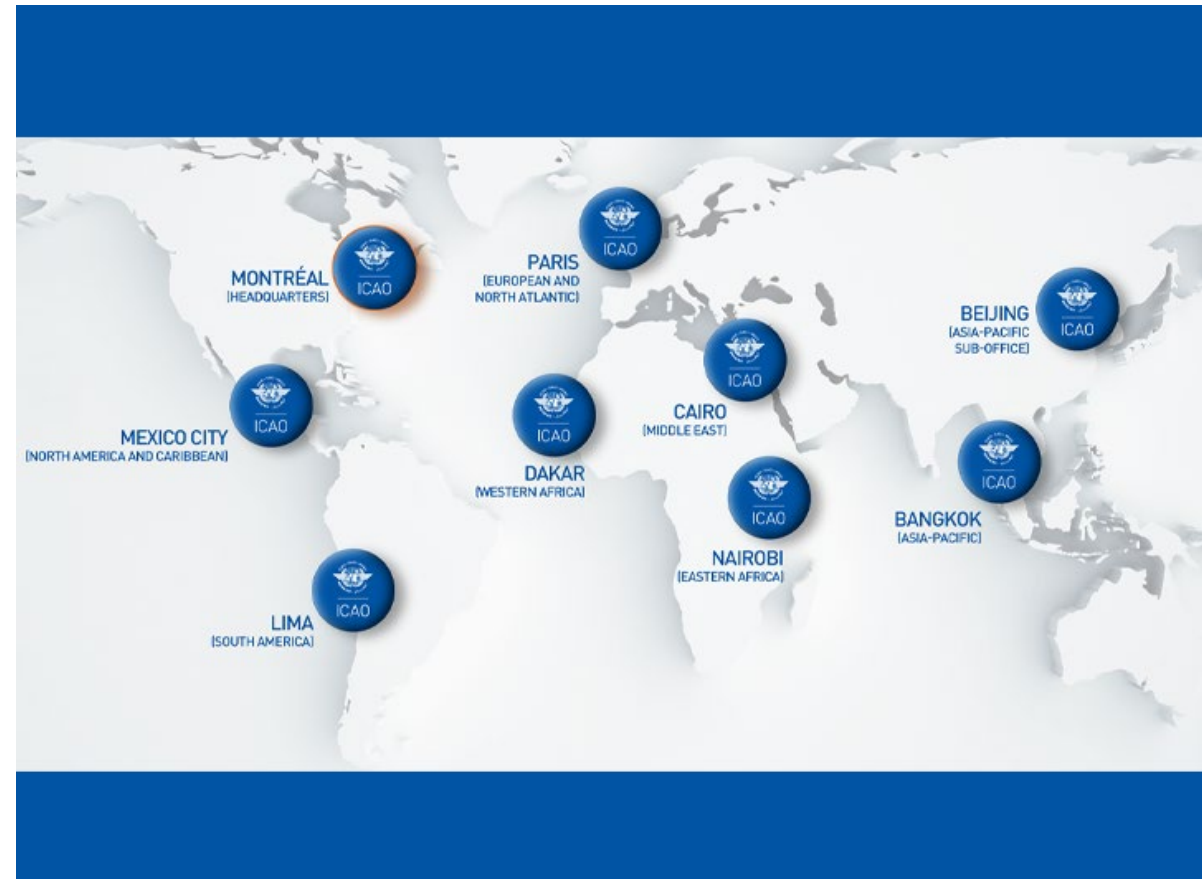 MONTRÉAL
(HEADQUARTERS)
ICAO
PARIS
(EUROPEAN AND
NORTH ATLANTIC)
ICAO
BEIJING
(ASIA-PACIFIC
SUB-OFFICE)
ICAO
MEXICO CITY
(NORTH AMERICA AND CARIBBEAN)
ICAO
DAKAR
(WESTERN AFRICA)
ICAO
CAIRO
(MIDDLE EAST)
ICAO
NAIROBI
(EASTERN AFRICA)
ICAO
BANGKOK
(ASIA-PACIFIC)
ICAO
LIMA
(SOUTH AMERICA)
ICAO